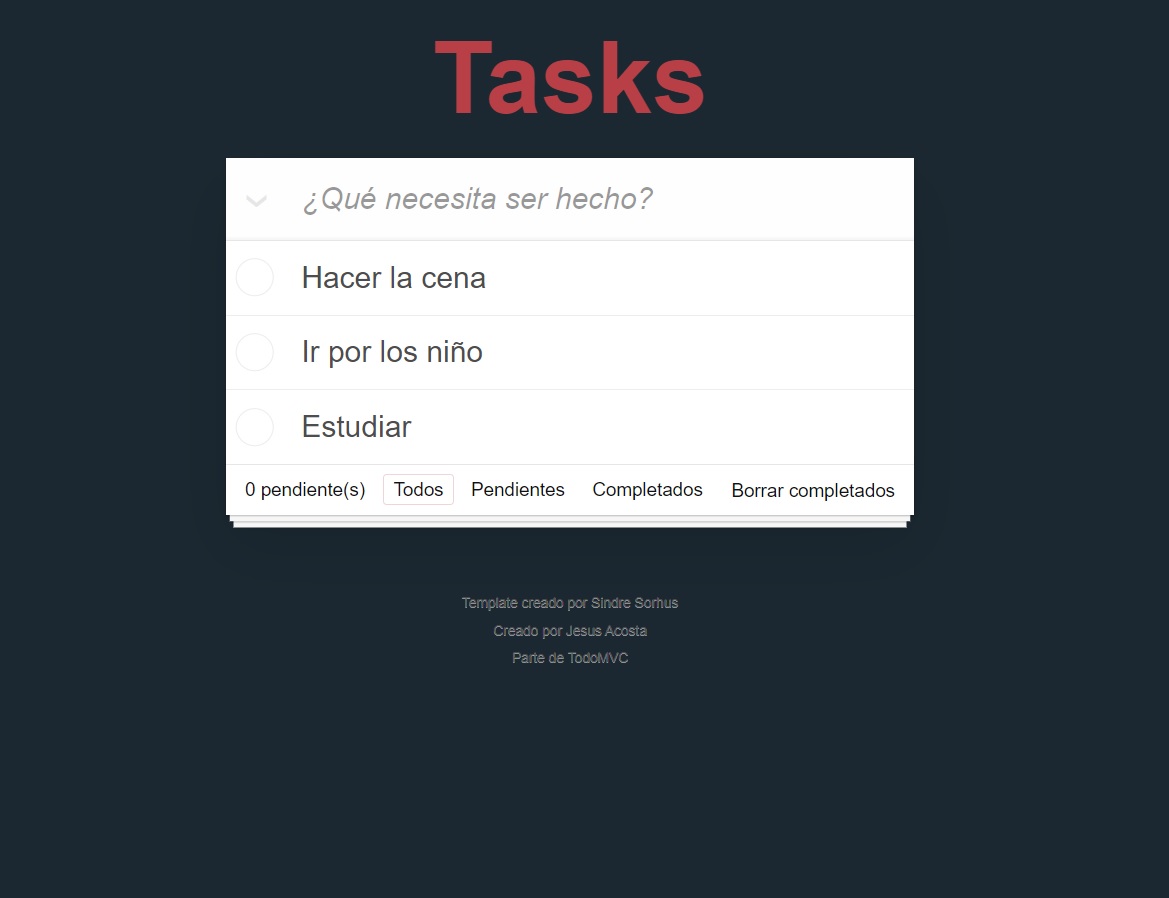 Tasks
¿Qué necesita ser hecho?
Hacer la cena
Ir por los niño
Estudiar
0 pendiente(s) Todos Pendientes Completados Borrar completados
Template creado por Sindre Sorhus
Creado por Jesus Acosta
Parte de TodoMVC